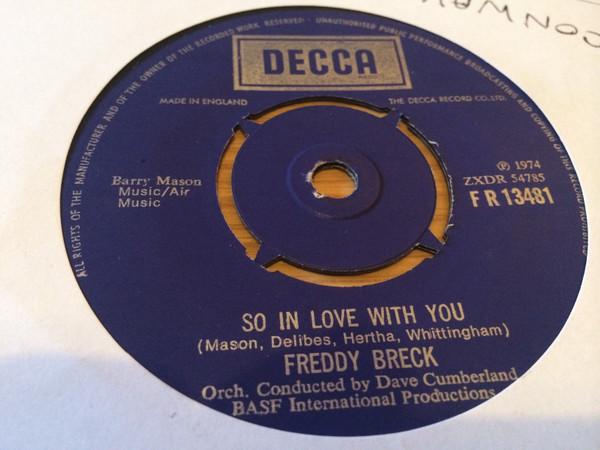 CONWAY
ALL RIGHTS OF THE MANUFACTURER AND OF THE OWNER OF THE RECORDED WORK RESERVED. UNAUTHORISED PUBLIC PERFORMANCE BROADCASTING AND COPYING OF THIS RECORD PROHIBITED
DECCA
MADE IN ENGLAND
THE DECCA RECORD CO., LTD.
Barry Mason
Music/Air
Music
℗ 1974
ZXDR 54785
FR 13481
SO IN LOVE WITH YOU
(Mason, Delibes, Hertha, Whittingham)
FREDDY BRECK
Orch. Conducted by Dave Cumberland
BASF International Productions